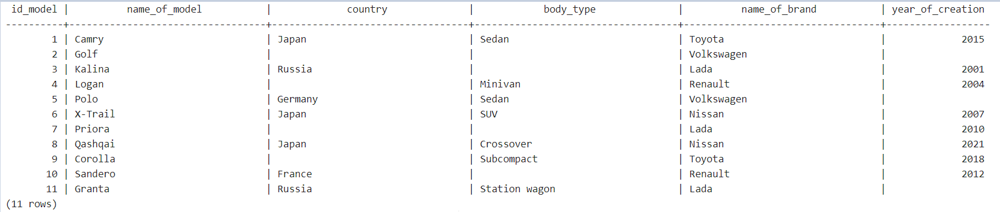 id_model |          name_of_model          |             country              |            body_type             |          name_of_brand          | year_of_creation
----------+----------------------------------+----------------------------------+----------------------------------+----------------------------------+------------------
        1 | Camry                            | Japan                            | Sedan                            | Toyota                           |             2015
        2 | Golf                             |                                  |                                  | Volkswagen                       |
        3 | Kalina                           | Russia                           |                                  | Lada                             |             2001
        4 | Logan                            |                                  | Minivan                          | Renault                          |             2004
        5 | Polo                             | Germany                          | Sedan                            | Volkswagen                       |
        6 | X-Trail                          | Japan                            | SUV                              | Nissan                           |             2007
        7 | Priora                           |                                  |                                  | Lada                             |             2010
        8 | Qashqai                          | Japan                            | Crossover                        | Nissan                           |             2021
        9 | Corolla                          |                                  | Subcompact                       | Toyota                           |             2018
       10 | Sandero                          | France                           |                                  | Renault                          |             2012
       11 | Granta                           | Russia                           | Station wagon                    | Lada                             |
(11 rows)